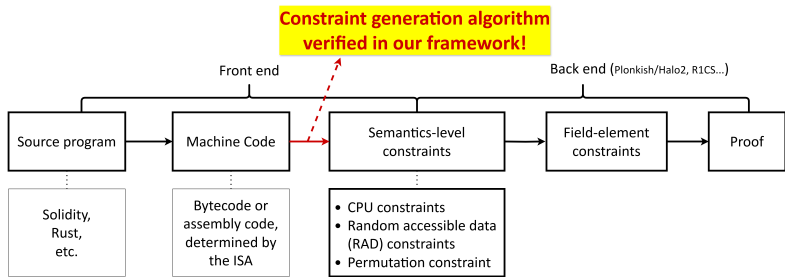 Constraint generation algorithm
verified in our framework!
Front end
Back end (Plonkish/Halo2, R1CS...)
Source program
Machine Code
Semantics-level
constraints
Field-element
constraints
Proof
Solidity,
Rust,
etc.
Bytecode or
assembly code,
determined by
the ISA
• CPU constraints
• Random accessible data
(RAD) constraints
• Permutation constraint